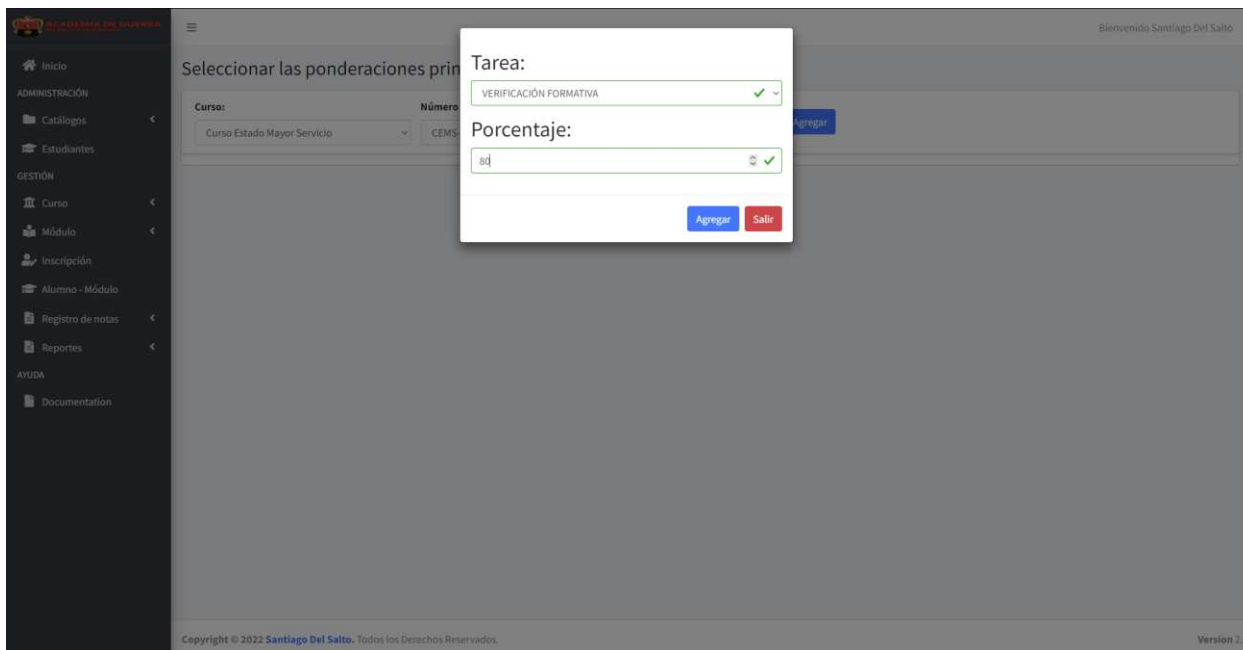 ACADEMIA DE GUERRA
Bienvenido Santiago Del Salto
Inicio
ADMINISTRACIÓN
Catálogos
Estudiantes
GESTIÓN
Curso
Módulo
Inscripción
Alumno - Módulo
Registro de notas
Reportes
AYUDA
Documentation
Seleccionar las ponderaciones prin
Curso:
Número
Curso Estado Mayor Servicio
CEMS-
Agregar
Tarea:
VERIFICACIÓN FORMATIVA
Porcentaje:
80
Agregar
Salir
Copyright © 2022 Santiago Del Salto. Todos los Derechos Reservados.
Version 2.